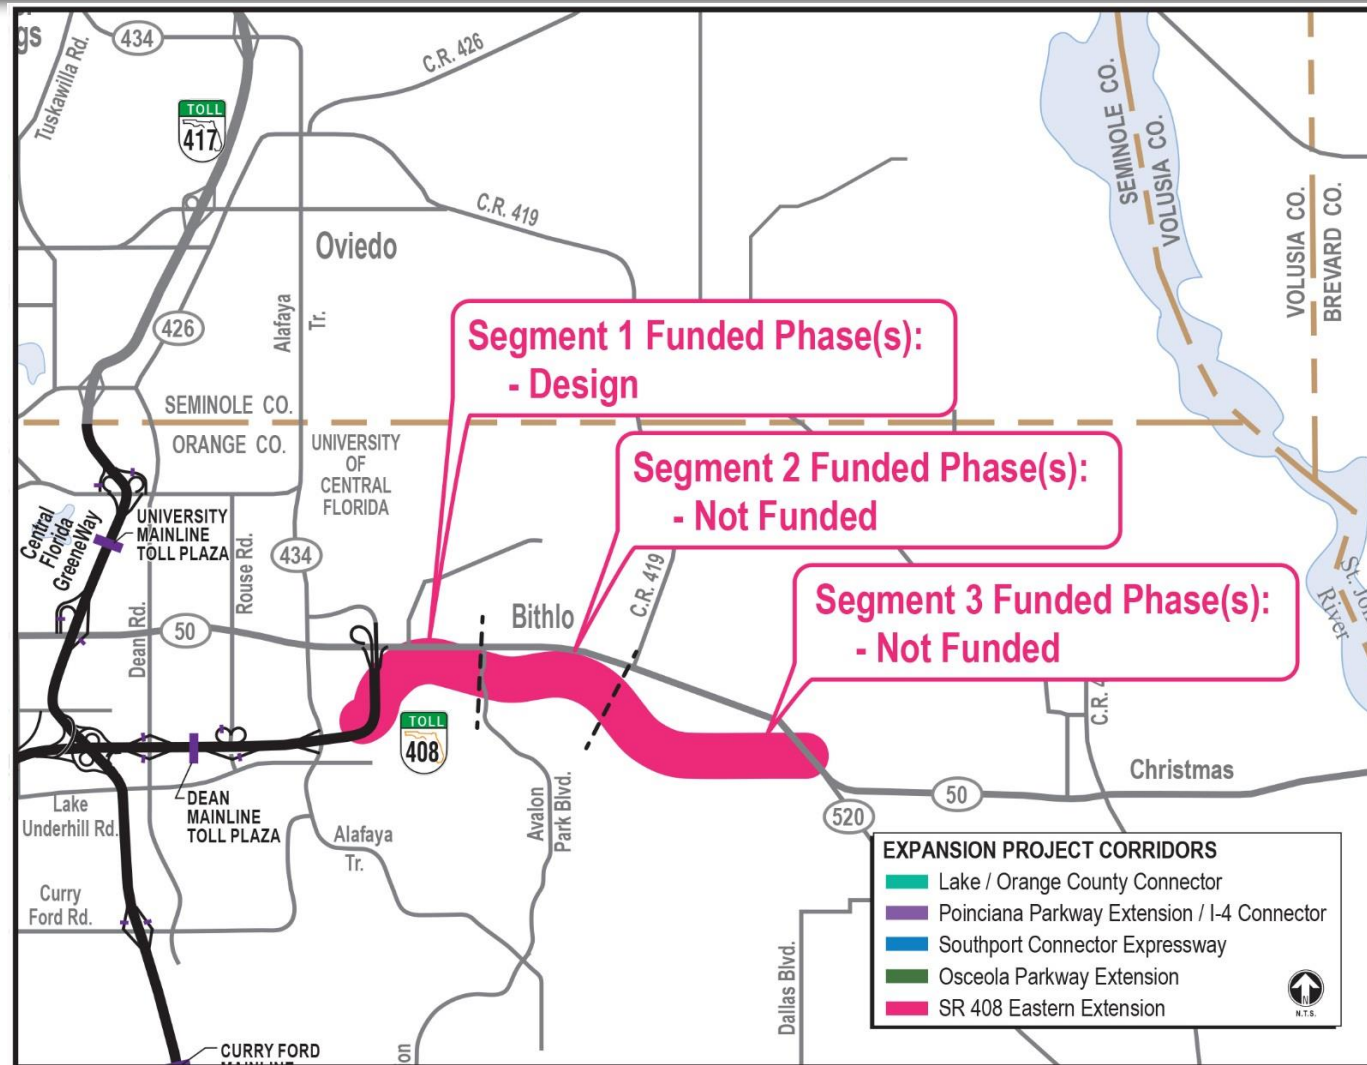 gs
Tuskawilla Rd.
434
C.R. 426
TOLL
417
C.R. 419
Oviedo
SEMINOLE CO.
VOLUSIA CO.
VOLUSIA CO.
BREVARD CO.
426
Alafaya
Tr.
Segment 1 Funded Phase(s):
- Design
SEMINOLE CO.
ORANGE CO.
UNIVERSITY
OF
CENTRAL
FLORIDA
Segment 2 Funded Phase(s):
- Not Funded
Central
Florida
GreeneWay
UNIVERSITY
MAINLINE
TOLL PLAZA
Rouse Rd.
434
Dean Rd.
50
Bithlo
C.R. 419
Segment 3 Funded Phase(s):
- Not Funded
St. Jo
River
C.R. 4
TOLL
408
Christmas
50
520
DEAN
MAINLINE
TOLL PLAZA
Lake
Underhill Rd.
Alafaya
Tr.
Avalon
Park Blvd.
Curry
Ford Rd.
Dallas Blvd.
EXPANSION PROJECT CORRIDORS
Lake / Orange County Connector
Poinciana Parkway Extension / I-4 Connector
Southport Connector Expressway
Osceola Parkway Extension
SR 408 Eastern Extension
N
N.T.S.
CURRY FORD
MAINLINE
on